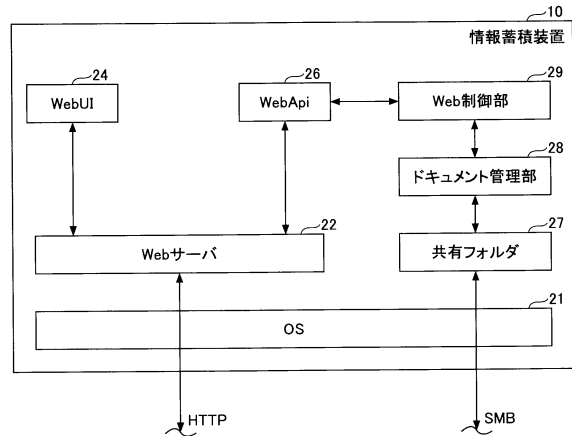 10
情報蓄積装置
24
WebUI
26
WebApi
29
Web制御部
28
ドキュメント管理部
22
Webサーバ
27
共有フォルダ
21
OS
HTTP
SMB